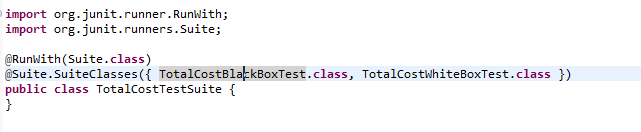 import org.junit.runner.RunWith;
import org.junit.runners.Suite;
@RunWith(Suite.class)
@Suite.SuiteClasses({ TotalCostBlackBoxTest.class, TotalCostWhiteBoxTest.class })
public class TotalCostTestSuite {
}